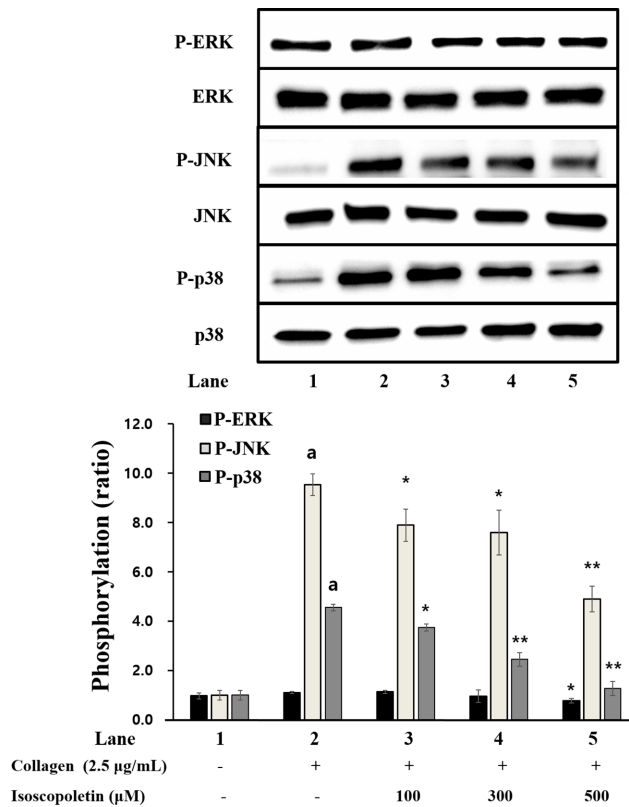 P-ERK
ERK
P-JNK
JNK
P-p38
p38
Lane 1 2 3 4 5
P-ERK
P-JNK
P-p38
Phosphorylation (ratio)
12.0
10.0
8.0
6.0
4.0
2.0
0.0
a
a
*
*
*
**
**
*
**
Lane 1 2 3 4 5
Collagen (2.5 μg/mL) - + + + +
Isoscopoletin (μM) - - 100 300 500